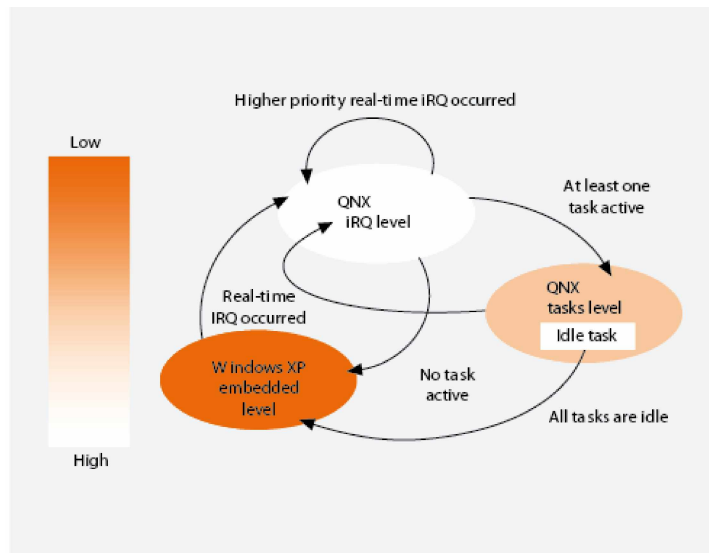 Higher priority real-time iRQ occurred
Low
At least one
task active
QNX
iRQ level
QNX
tasks level
Idle task
Real-time
IRQ occurred
W indows XP
embedded
level
No task
active
All tasks are idle
High